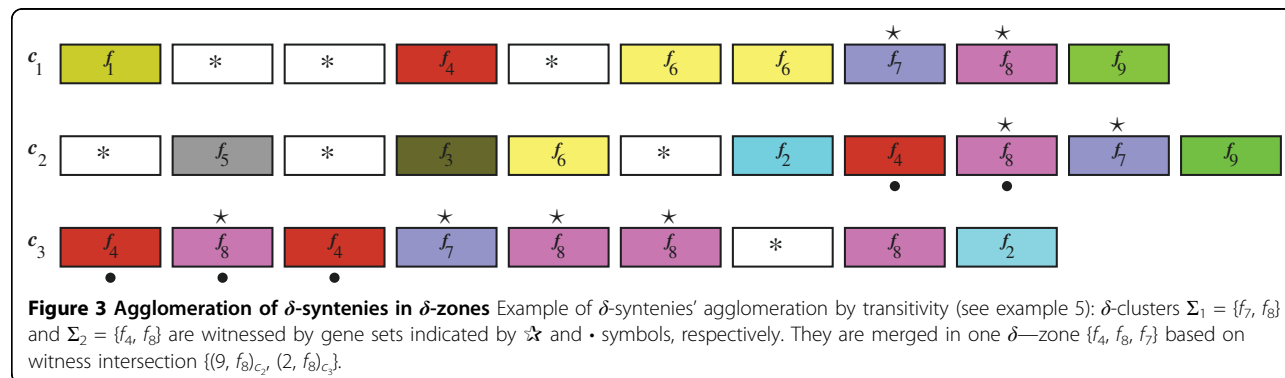 ☆ ☆
c1 f1 * * f4 * f6 f6 f7 f8 f9
☆ ☆
c2 * f5 * f3 f6 * f2 f4 f8 f7 f9
• •
☆ ☆ ☆ ☆
c3 f4 f8 f4 f7 f8 f8 * f8 f2
• • •
Figure 3 Agglomeration of δ-syntenies in δ-zones Example of δ-syntenies’ agglomeration by transitivity (see example 5): δ-clusters Σ1 = {f7, f8}
and Σ2 = {f4, f8} are witnessed by gene sets indicated by ☆ and • symbols, respectively. They are merged in one δ—zone {f4, f8, f7} based on
witness intersection {(9, f8)c2, (2, f8)c3}.